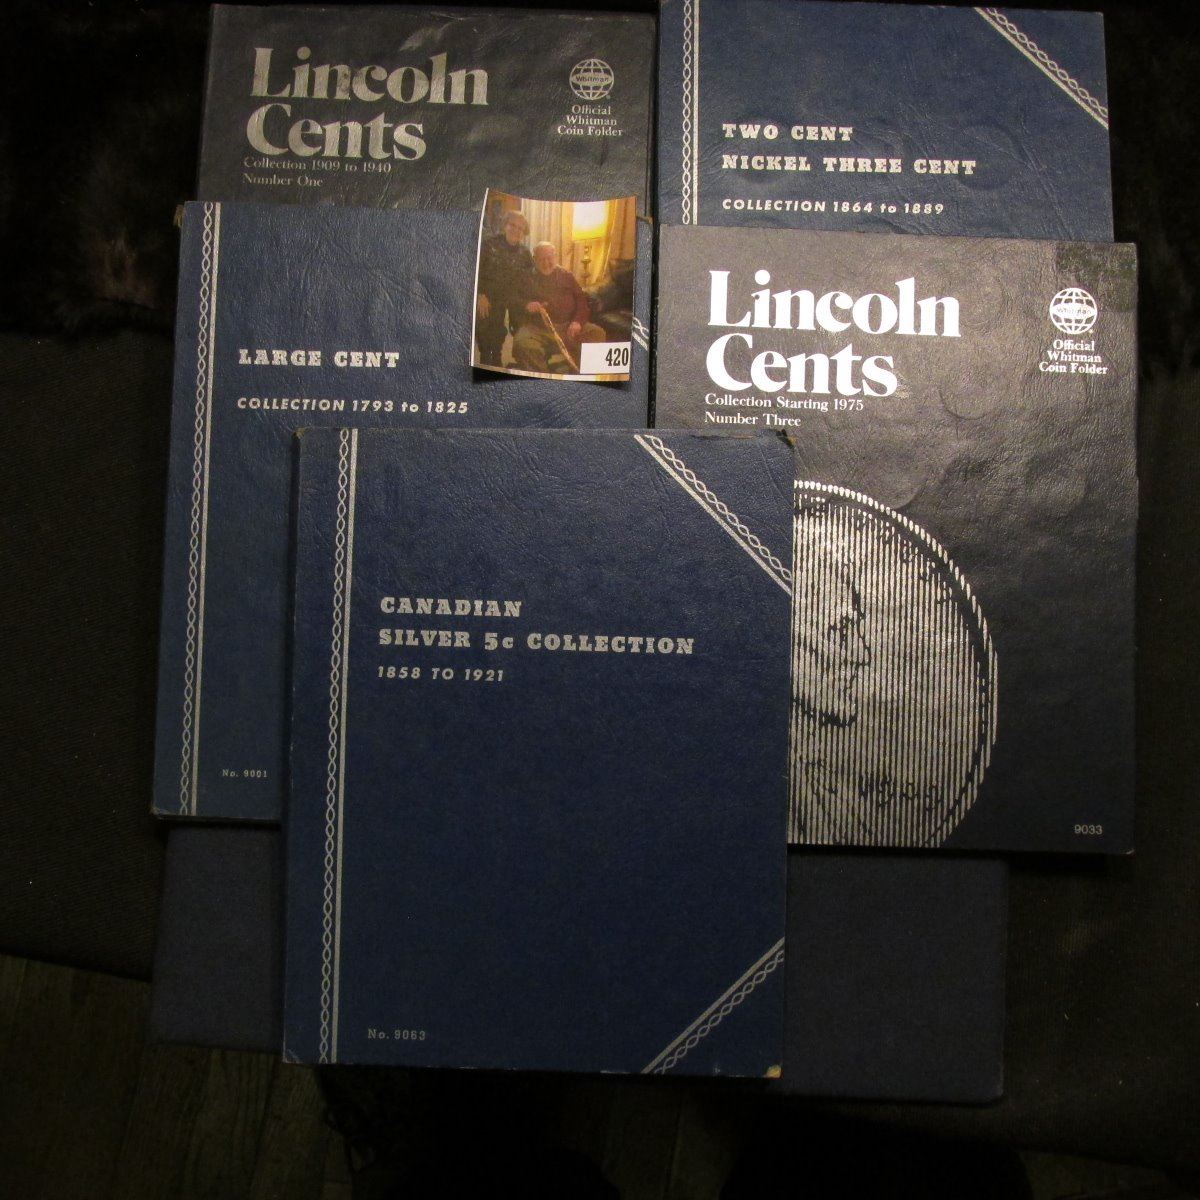 Lincoln
Cents
Collection 1909 to 1940
Number One
Whitman
Official
Whitman
Coin Folder
TWO CENT
NICKEL THREE CENT
COLLECTION 1864 to 1889
LARGE CENT
COLLECTION 1793 to 1825
No. 9001
420
Lincoln
Cents
Collection Starting 1975
Number Three
Whitman
Official
Whitman
Coin Folder
9033
CANADIAN
SILVER 5c COLLECTION
1858 TO 1921
No. 9063